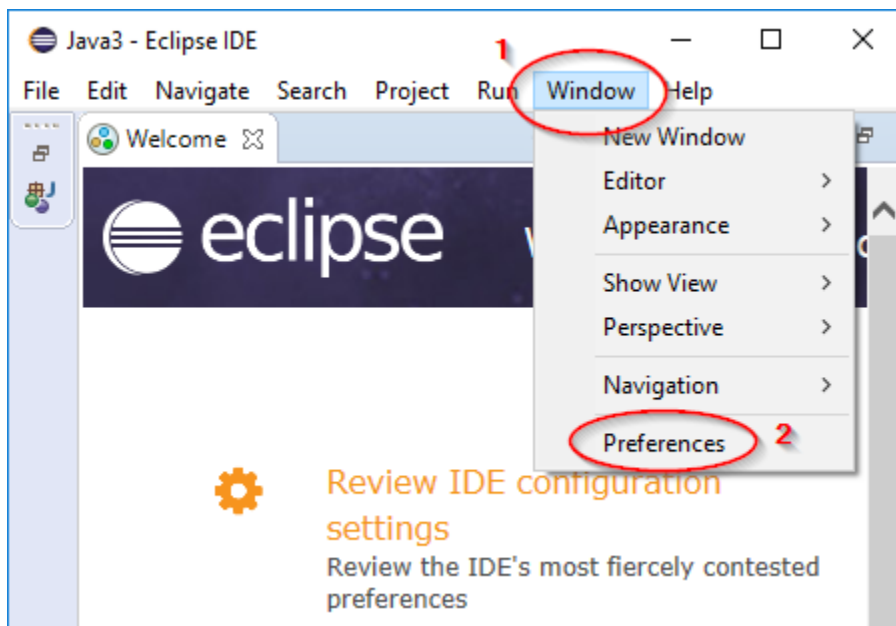 Java3 - Eclipse IDE
1
File Edit Navigate Search Project Run Window Help
Welcome
New Window
Editor
Appearance
Show View
Perspective
Navigation
Preferences
2
eclipse
Review IDE configuration
settings
Review the IDE's most fiercely contested
preferences